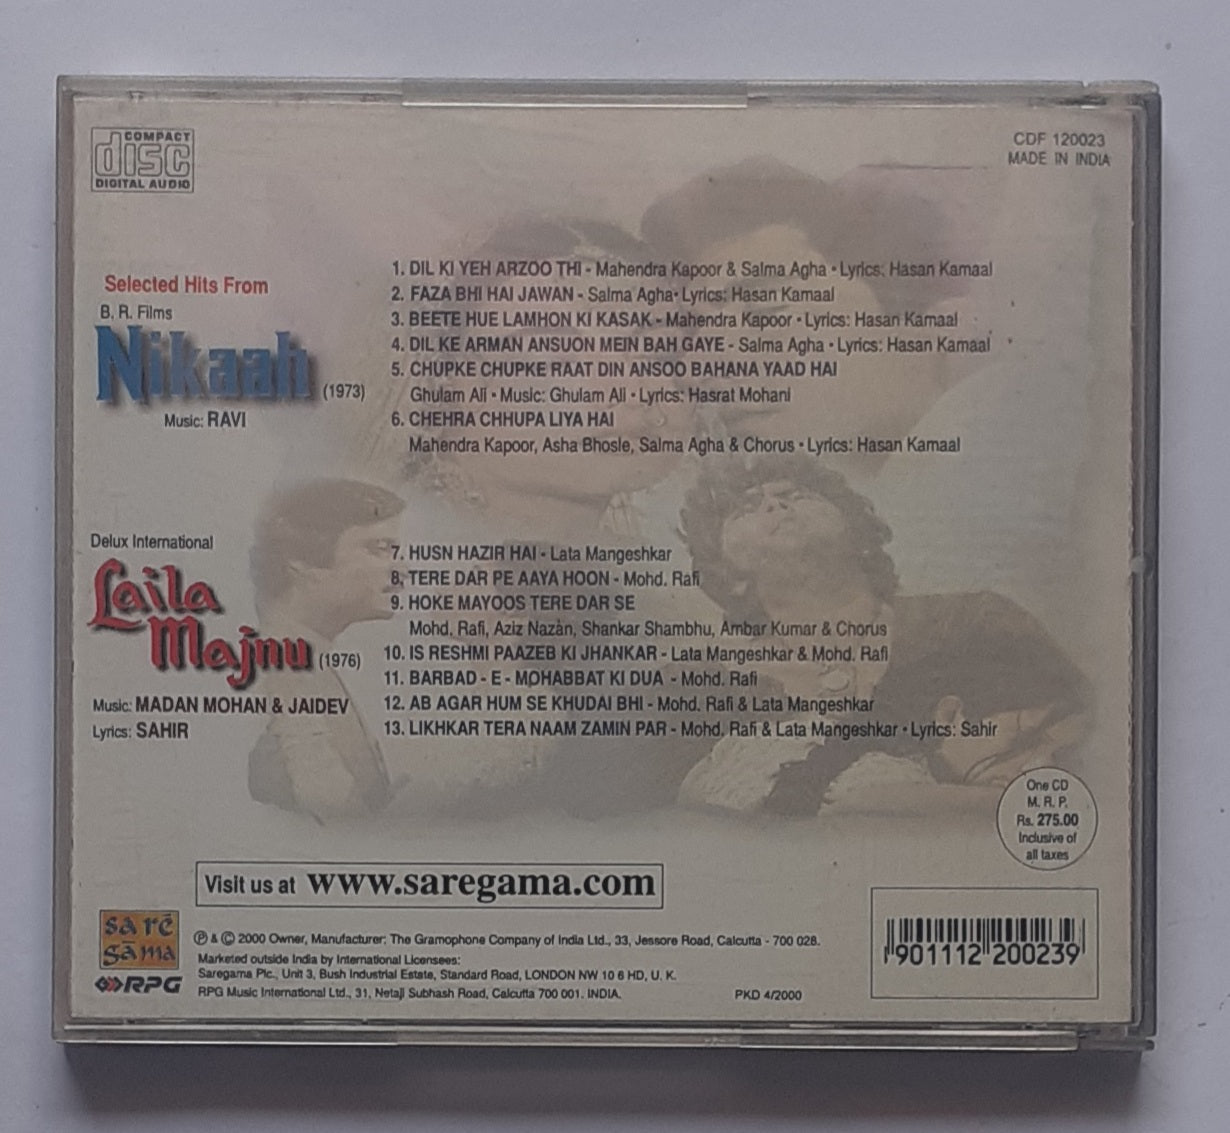 COMPACT
disc
DIGITAL AUDIO
CDF 120023
MADE IN INDIA
Selected Hits From
B. R. Films
Nikaah (1973)
Music: RAVI
1. DIL KI YEH ARZOO THI - Mahendra Kapoor & Salma Agha • Lyrics: Hasan Kamaal
2. FAZA BHI HAI JAWAN - Salma Agha• Lyrics: Hasan Kamaal
3. BEETE HUE LAMHON KI KASAK - Mahendra Kapoor • Lyrics: Hasan Kamaal
4. DIL KE ARMAN ANSUON MEIN BAH GAYE - Salma Agha • Lyrics: Hasan Kamaal
5. CHUPKE CHUPKE RAAT DIN ANSOO BAHANA YAAD HAI
Ghulam Ali • Music: Ghulam Ali • Lyrics: Hasrat Mohani
6. CHEHRA CHHUPA LIYA HAI
Mahendra Kapoor, Asha Bhosle, Salma Agha & Chorus • Lyrics: Hasan Kamaal
Delux International
Laila
Majnu (1976)
Music: MADAN MOHAN & JAIDEV
Lyrics: SAHIR
7. HUSN HAZIR HAI - Lata Mangeshkar
8. TERE DAR PE AAYA HOON - Mohd. Rafi
9. HOKE MAYOOS TERE DAR SE
Mohd. Rafi, Aziz Nazan, Shankar Shambhu, Ambar Kumar & Chorus
10. IS RESHMI PAAZEB KI JHANKAR - Lata Mangeshkar & Mohd. Rafi
11. BARBAD - E - MOHABBAT KI DUA - Mohd. Rafi
12. AB AGAR HUM SE KHUDAI BHI - Mohd. Rafi & Lata Mangeshkar
13. LIKHKAR TERA NAAM ZAMIN PAR - Mohd. Rafi & Lata Mangeshkar • Lyrics: Sahir
One CD
M. R. P.
Rs. 275.00
Inclusive of
all taxes
Visit us at www.saregama.com
sa rē
gā ma
RPG
℗ & © 2000 Owner, Manufacturer: The Gramophone Company of India Ltd., 33, Jessore Road, Calcutta - 700 028.
Marketed outside India by International Licensees:
Saregama Plc., Unit 3, Bush Industrial Estate, Standard Road, LONDON NW 10 6 HD, U. K.
RPG Music International Ltd., 31, Netaji Subhash Road, Calcutta 700 001. INDIA.
PKD 4/2000
901112 200239